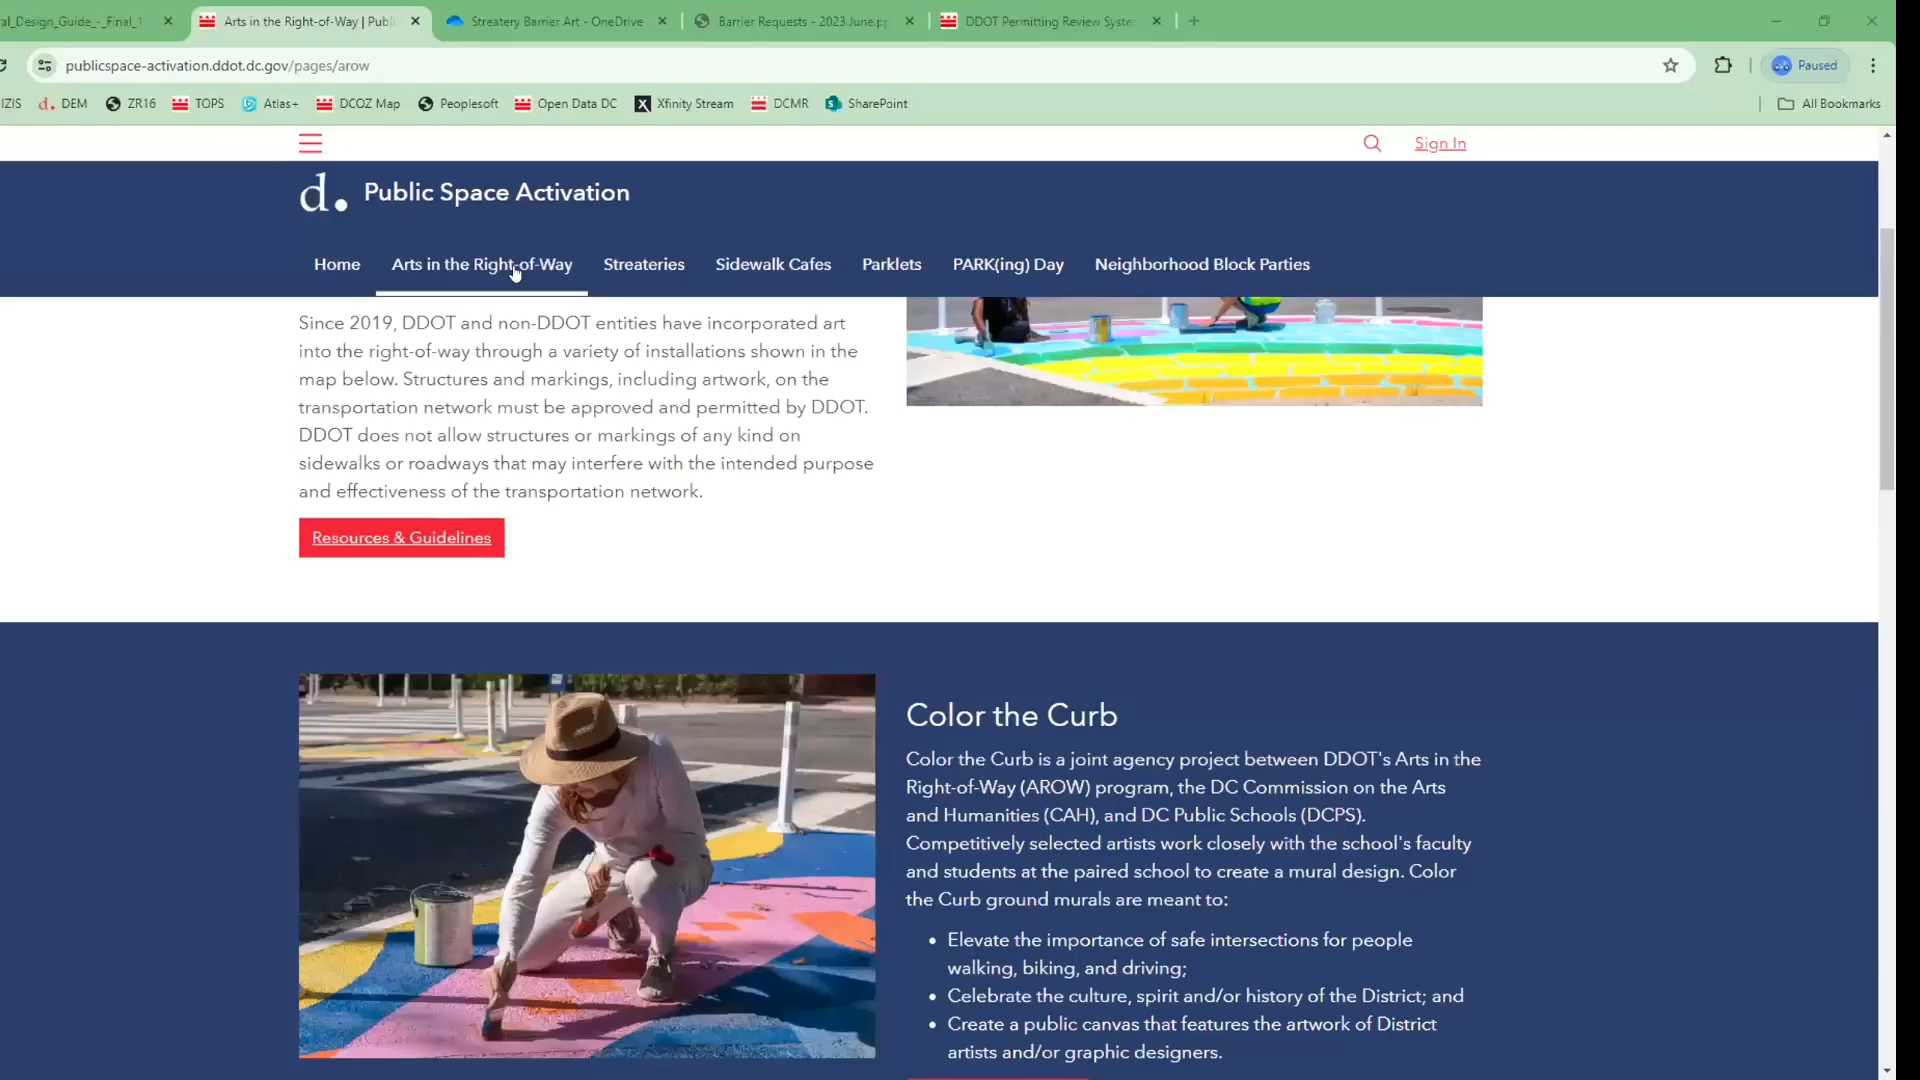 al_Design_Guide_-_Final_1
Arts in the Right-of-Way | Publ
Streatery Barrier Art - OneDrive
Barrier Requests - 2023 June.pp
DDOT Permitting Review Syste
publicspace-activation.ddot.dc.gov/pages/arow
Paused
IZIS
d. DEM
ZR16
TOPS
Atlas+
DCOZ Map
Peoplesoft
Open Data DC
X Xfinity Stream
DCMR
SharePoint
All Bookmarks
Sign In
d. Public Space Activation
Home
Arts in the Right-of-Way
Streateries
Sidewalk Cafes
Parklets
PARK(ing) Day
Neighborhood Block Parties
Since 2019, DDOT and non-DDOT entities have incorporated art
into the right-of-way through a variety of installations shown in the
map below. Structures and markings, including artwork, on the
transportation network must be approved and permitted by DDOT.
DDOT does not allow structures or markings of any kind on
sidewalks or roadways that may interfere with the intended purpose
and effectiveness of the transportation network.
Resources & Guidelines
Color the Curb
Color the Curb is a joint agency project between DDOT's Arts in the
Right-of-Way (AROW) program, the DC Commission on the Arts
and Humanities (CAH), and DC Public Schools (DCPS).
Competitively selected artists work closely with the school's faculty
and students at the paired school to create a mural design. Color
the Curb ground murals are meant to:
• Elevate the importance of safe intersections for people
walking, biking, and driving;
• Celebrate the culture, spirit and/or history of the District; and
• Create a public canvas that features the artwork of District
artists and/or graphic designers.